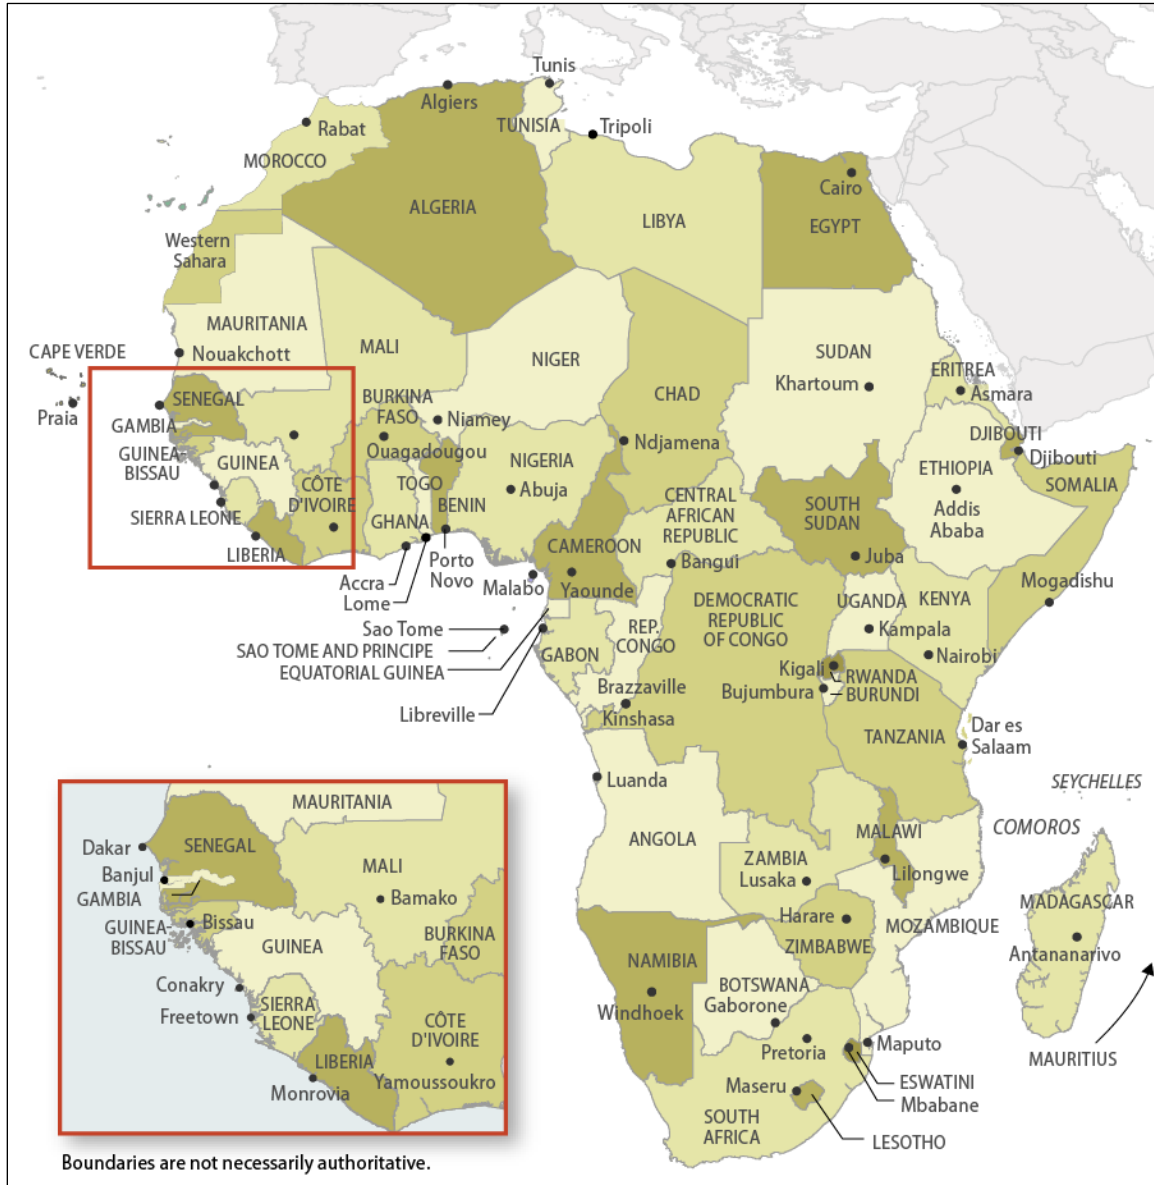 Tunis
Algiers
TUNISIA
Tripoli
Rabat
MOROCCO
Cairo
ALGERIA
LIBYA
EGYPT
Western
Sahara
MAURITANIA
Nouakchott
MALI
NIGER
SUDAN
Khartoum
CAPE VERDE
Praia
CHAD
ERITREA
Asmara
SENEGAL
GAMBIA
BURKINA
FASO
Niamey
Ouagadougou
Ndjamena
DJIBOUTI
Djibouti
GUINEA-
BISSAU
GUINEA
NIGERIA
Abuja
ETHIOPIA
Addis
Ababa
SOMALIA
CÔTE
D'IVOIRE
TOGO
BENIN
GHANA
CENTRAL
AFRICAN
REPUBLIC
SOUTH
SUDAN
SIERRA LEONE
LIBERIA
CAMEROON
Bangui
Juba
Accra
Lome
Porto
Novo
Malabo
Yaounde
Mogadishu
DEMOCRATIC
REPUBLIC
OF CONGO
UGANDA
Kampala
KENYA
Nairobi
Sao Tome
SAO TOME AND PRINCIPE
EQUATORIAL GUINEA
REP.
CONGO
GABON
Kigali
RWANDA
Bujumbura
BURUNDI
Libreville
Brazzaville
Kinshasa
TANZANIA
Dar es
Salaam
Luanda
SEYCHELLES
ANGOLA
MALAWI
COMOROS
ZAMBIA
Lusaka
Lilongwe
Harare
ZIMBABWE
MOZAMBIQUE
MADAGASCAR
Antananarivo
NAMIBIA
Windhoek
BOTSWANA
Gaborone
Pretoria
Maputo
MAURITIUS
Maseru
ESWATINI
Mbabane
SOUTH
AFRICA
LESOTHO
MAURITANIA
Dakar
SENEGAL
MALI
Banjul
GAMBIA
Bamako
GUINEA-
BISSAU
Bissau
GUINEA
BURKINA
FASO
Conakry
Freetown
SIERRA
LEONE
CÔTE
D'IVOIRE
LIBERIA
Yamoussoukro
Monrovia
Boundaries are not necessarily authoritative.